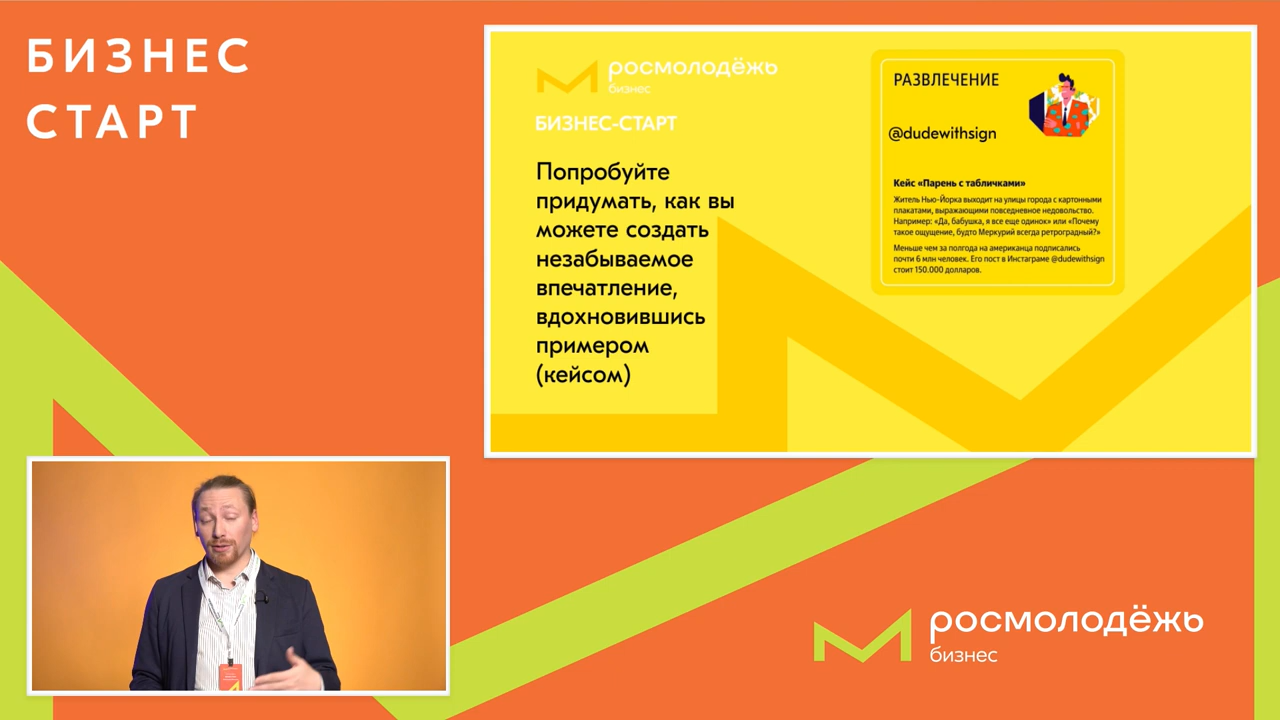 БИЗНЕС
СТАРТ
росмолодёжь
бизнес
БИЗНЕС-СТАРТ
Попробуйте
придумать, как вы
можете создать
незабываемое
впечатление,
вдохновившись
примером
(кейсом)
РАЗВЛЕЧЕНИЕ
@dudewithsign
Кейс «Парень с табличками»
Житель Нью-Йорка выходит на улицы города с картонными
плакатами, выражающими повседневное недовольство.
Например: «Да, бабушка, я все еще одинок» или «Почему
такое ощущение, будто Меркурий всегда ретроградный?»
Меньше чем за полгода на американца подписались
почти 6 млн человек. Его пост в Инстаграме @dudewithsign
стоит 150.000 долларов.
росмолодёжь
бизнес